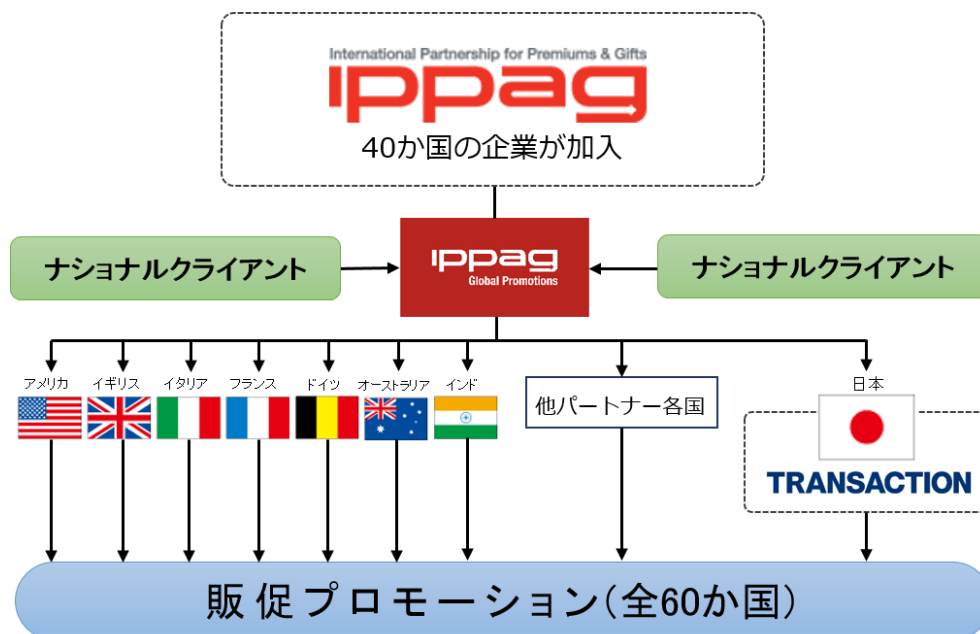 International Partnership for Premiums & Gifts
ippag
40か国の企業が加入
ナショナルクライアント
ippag
Global Promotions
ナショナルクライアント
アメリカ
イギリス
イタリア
フランス
ドイツ
オーストラリア
インド
他パートナー各国
日本
TRANSACTION
販促プロモーション(全60か国)